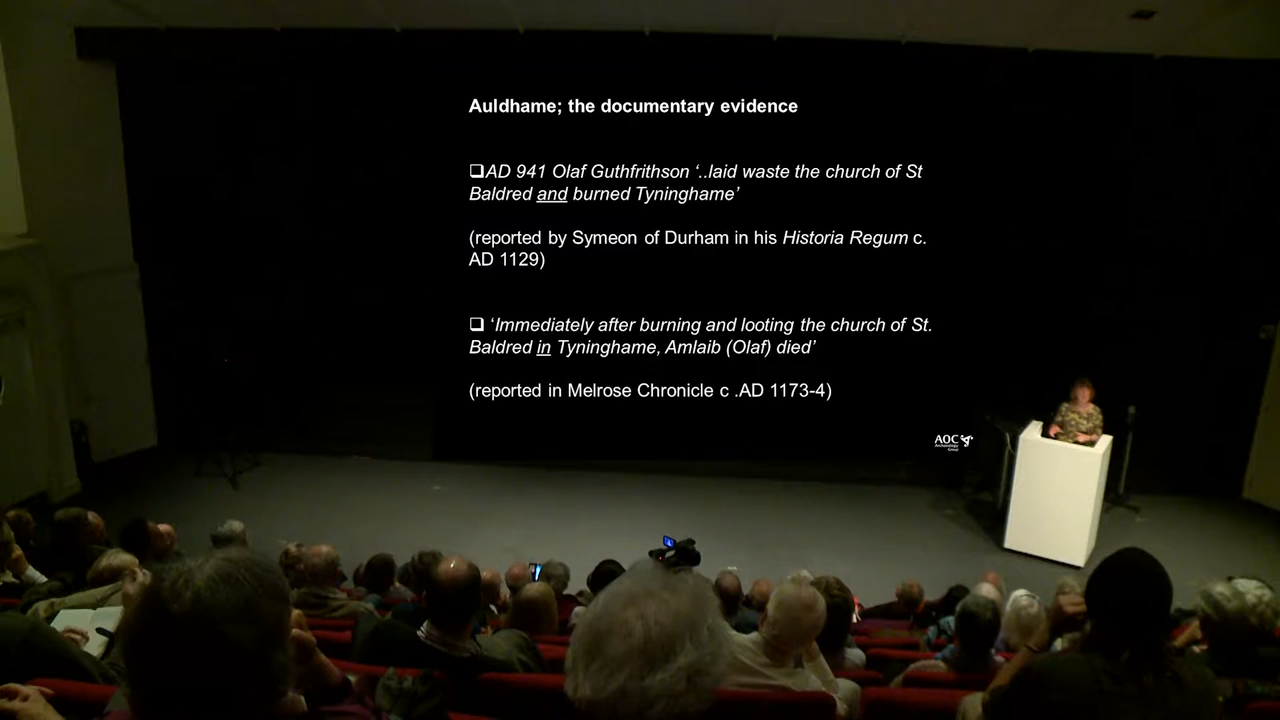 Auldhame; the documentary evidence
❑AD 941 Olaf Guthfrithson ‘..laid waste the church of St
Baldred and burned Tyninghame’
(reported by Symeon of Durham in his Historia Regum c.
AD 1129)
❑ ‘Immediately after burning and looting the church of St.
Baldred in Tyninghame, Amlaib (Olaf) died’
(reported in Melrose Chronicle c .AD 1173-4)
AOC
Archaeology
Group